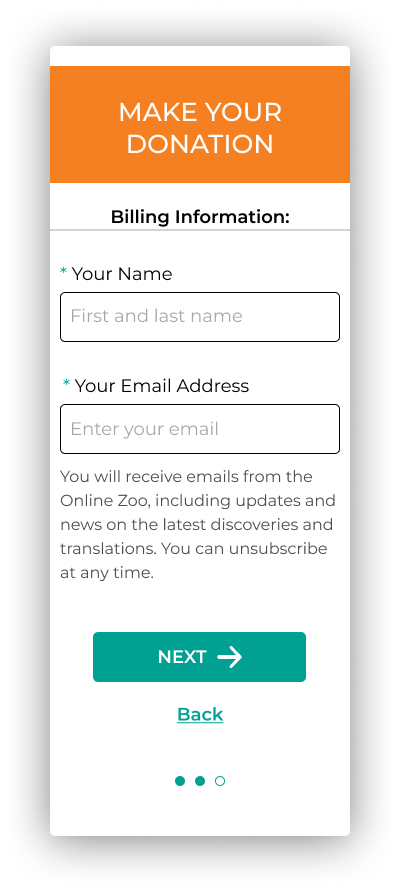 MAKE YOUR
DONATION
Billing Information:
* Your Name
First and last name
* Your Email Address
Enter your email
You will receive emails from the
Online Zoo, including updates and
news on the latest discoveries and
translations. You can unsubscribe
at any time.
NEXT
Back